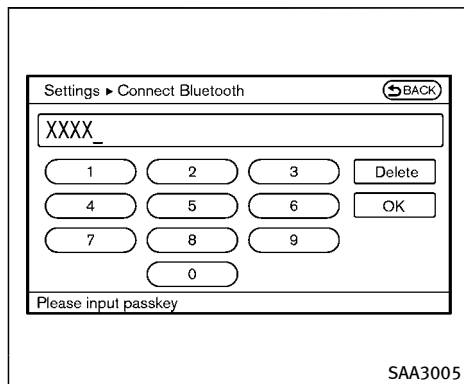 Settings ▸ Connect Bluetooth BACK
XXXX_
1 2 3 Delete
4 5 6 OK
7 8 9
0
Please input passkey
SAA3005